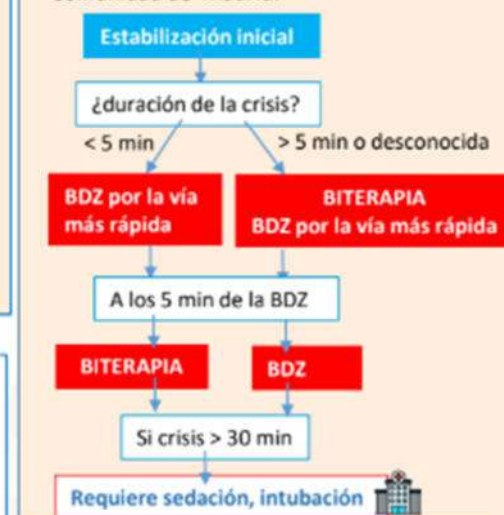 Estabilización inicial
¿duración de la crisis?
< 5 min
> 5 min o desconocida
BDZ por la vía
más rápida
BITERAPIA
BDZ por la vía más rápida
A los 5 min de la BDZ
BITERAPIA
BDZ
Si crisis > 30 min
Requiere sedación, intubación